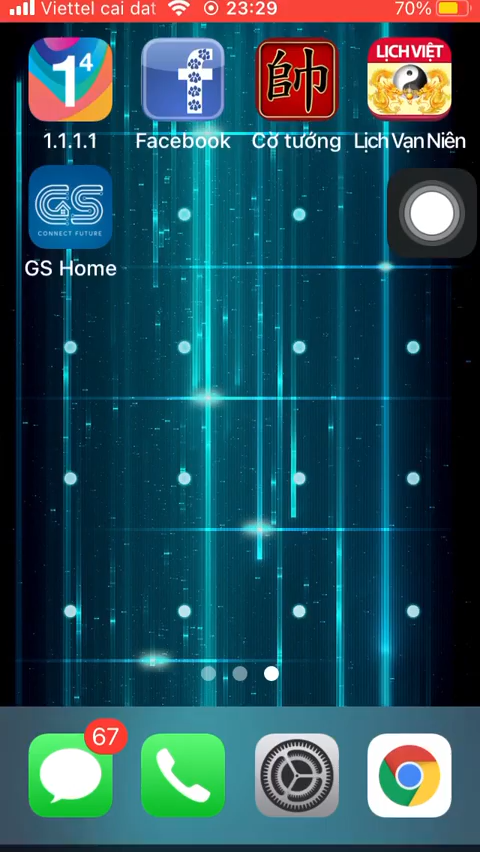 Viettel cai dat 23:29 70%
1⁴ f 帥 LỊCH VIỆT
1.1.1.1 Facebook Cờ tướng Lịch Vạn Niên
GS
CONNECT FUTURE
GS Home
67